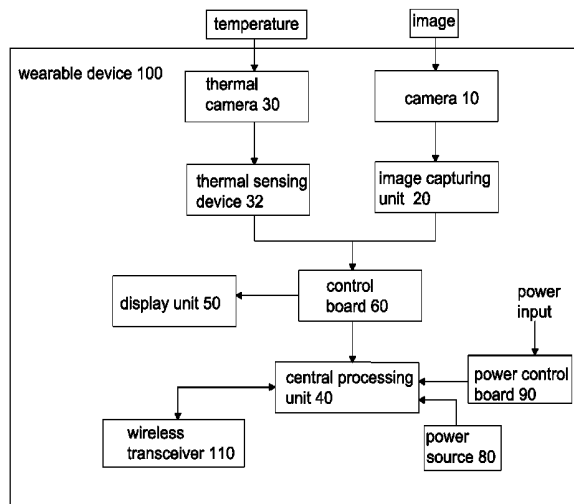 temperature
image
wearable device 100
thermal
camera 30
camera 10
thermal sensing
device 32
image capturing
unit 20
control
board 60
display unit 50
power
input
central processing
unit 40
power control
board 90
wireless
transceiver 110
power
source 80